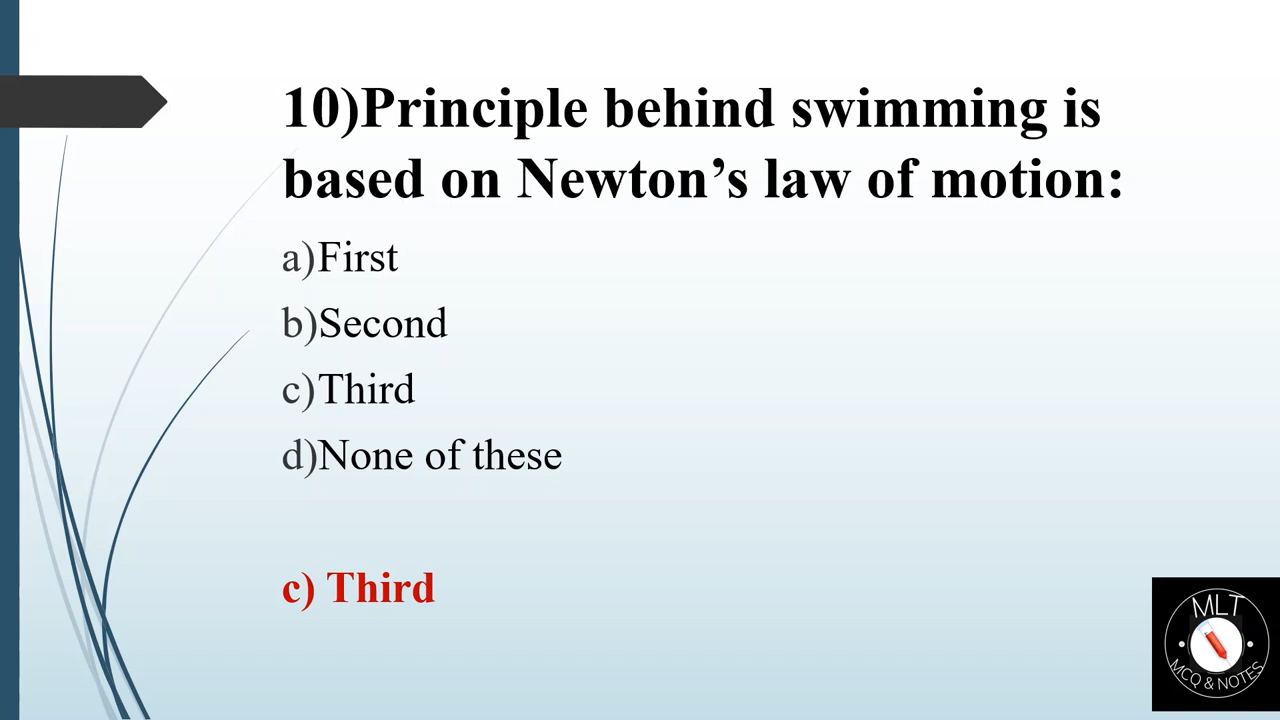 10)Principle behind swimming is
based on Newton’s law of motion:
a)First
b)Second
c)Third
d)None of these
c) Third
MLT
MCQ & NOTES